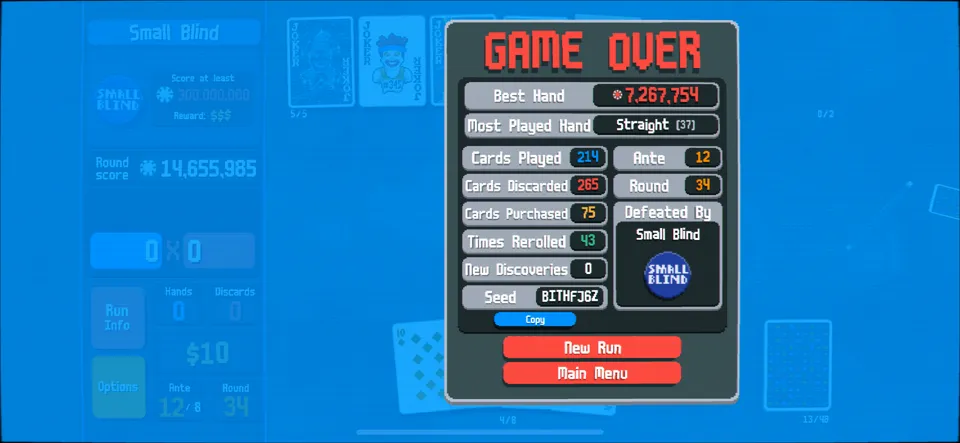 Small Blind
SMALL
BLIND
Score at least
300,000,000
Reward: $$$
Round
score
14,655,985
0 X 0
Run
Info
Hands
0
Discards
0
$10
Options
Ante
12/8
Round
34
JOKER
JOKER
5/5
0/2
GAME OVER
Best Hand
7,267,754
Most Played Hand
Straight [37]
Cards Played
214
Cards Discarded
265
Cards Purchased
75
Times Rerolled
43
New Discoveries
0
Seed
BITHFJ6Z
Copy
Ante
12
Round
34
Defeated By
Small Blind
SMALL
BLIND
New Run
Main Menu
10
4/8
13/40